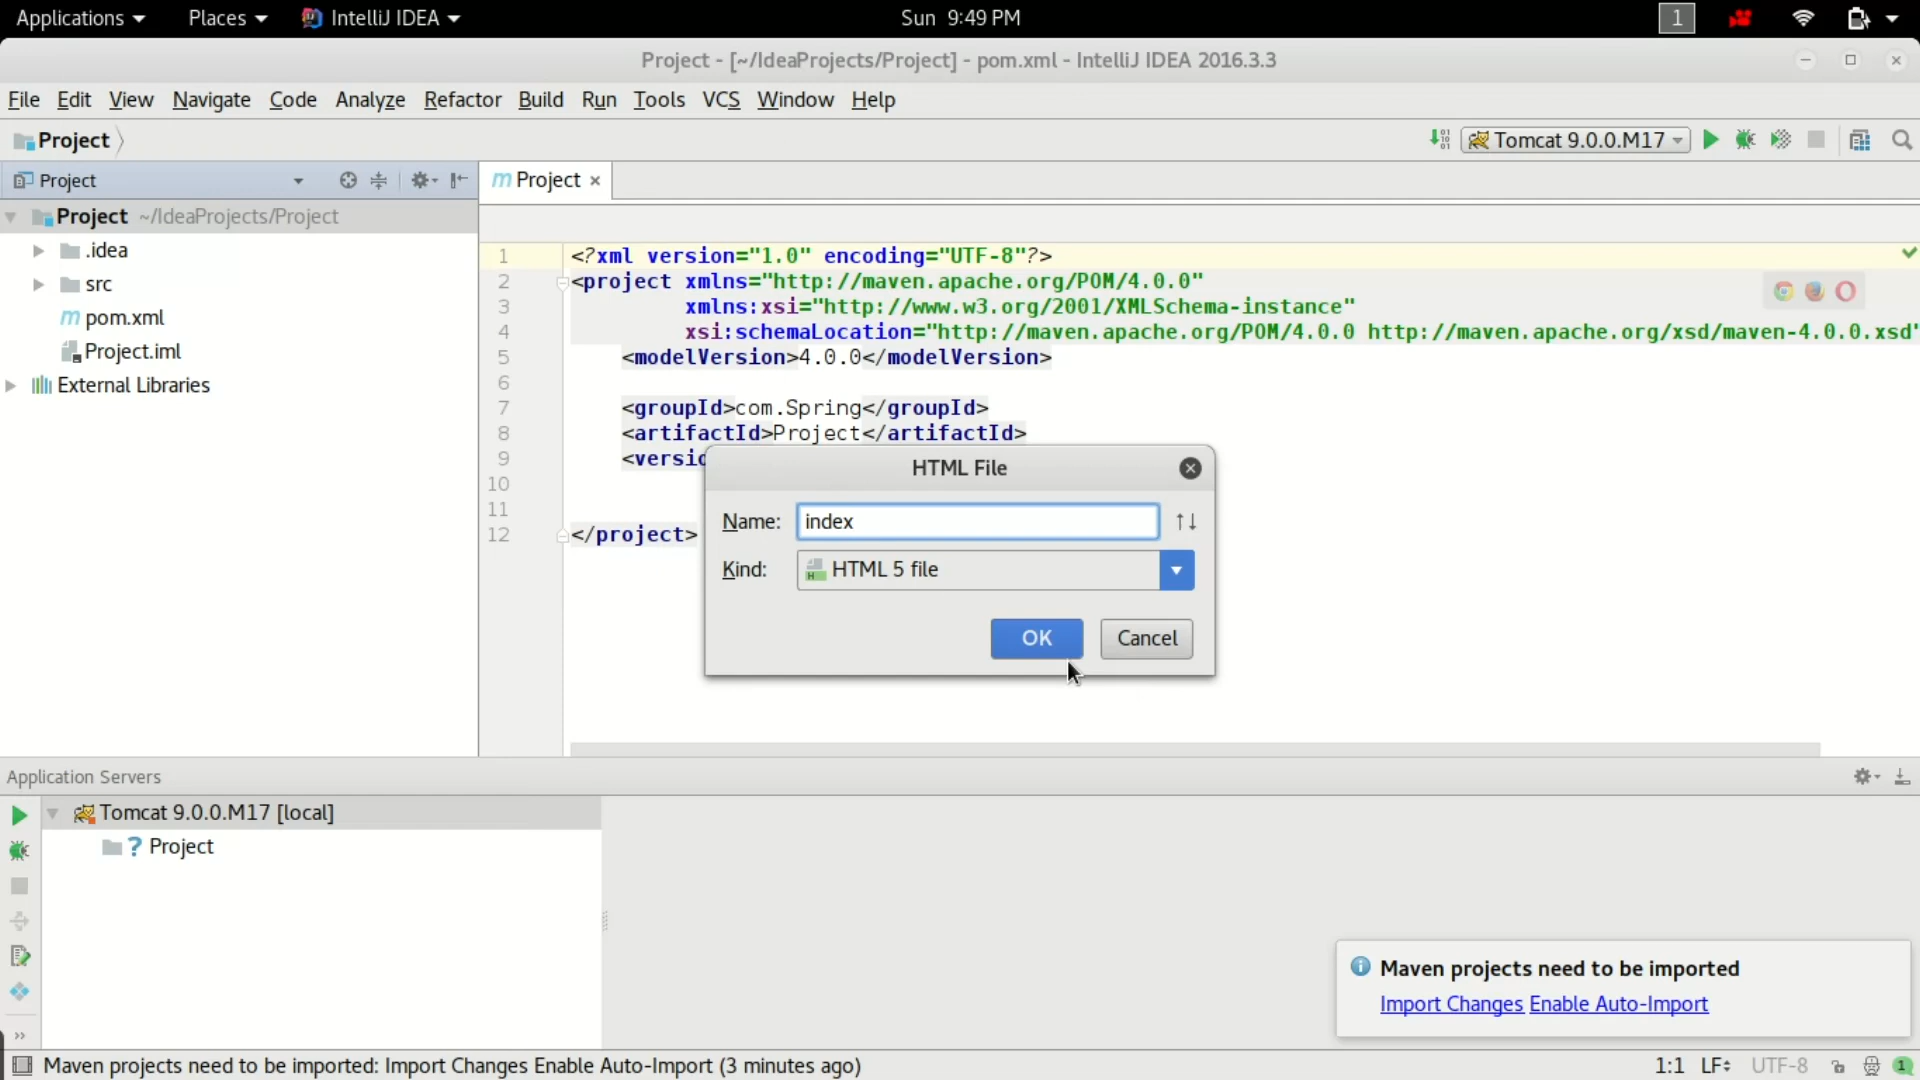 Applications Places IntelliJ IDEA Sun 9:49 PM 1
Project - [~/IdeaProjects/Project] - pom.xml - IntelliJ IDEA 2016.3.3
File Edit View Navigate Code Analyze Refactor Build Run Tools VCS Window Help
Project Tomcat 9.0.0.M17
Project
m Project ×
Project ~/IdeaProjects/Project
.idea
src
m pom.xml
Project.iml
External Libraries
1 <?xml version="1.0" encoding="UTF-8"?>
2 <project xmlns="http://maven.apache.org/POM/4.0.0"
3 xmlns:xsi="http://www.w3.org/2001/XMLSchema-instance"
4 xsi:schemaLocation="http://maven.apache.org/POM/4.0.0 http://maven.apache.org/xsd/maven-4.0.0.xsd"
5 <modelVersion>4.0.0</modelVersion>
6
7 <groupId>com.Spring</groupId>
8 <artifactId>Project</artifactId>
9 <versio
10
11
12 </project>
HTML File
Name: index
Kind: HTML 5 file
OK Cancel
Application Servers
Tomcat 9.0.0.M17 [local]
? Project
Maven projects need to be imported
Import Changes Enable Auto-Import
Maven projects need to be imported: Import Changes Enable Auto-Import (3 minutes ago) 1:1 LF UTF-8 1